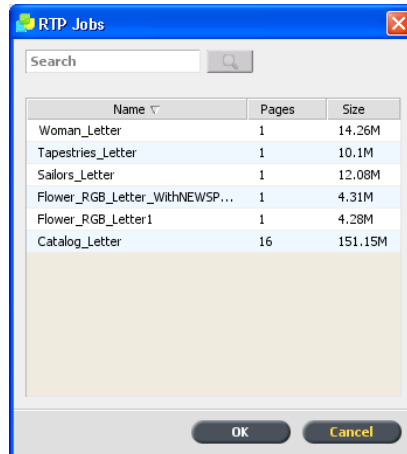 RTP Jobs
Search
Name Pages Size
Woman_Letter 1 14.26M
Tapestries_Letter 1 10.1M
Sailors_Letter 1 12.08M
Flower_RGB_Letter_WithNEWSP... 1 4.31M
Flower_RGB_Letter1 1 4.28M
Catalog_Letter 16 151.15M
OK Cancel